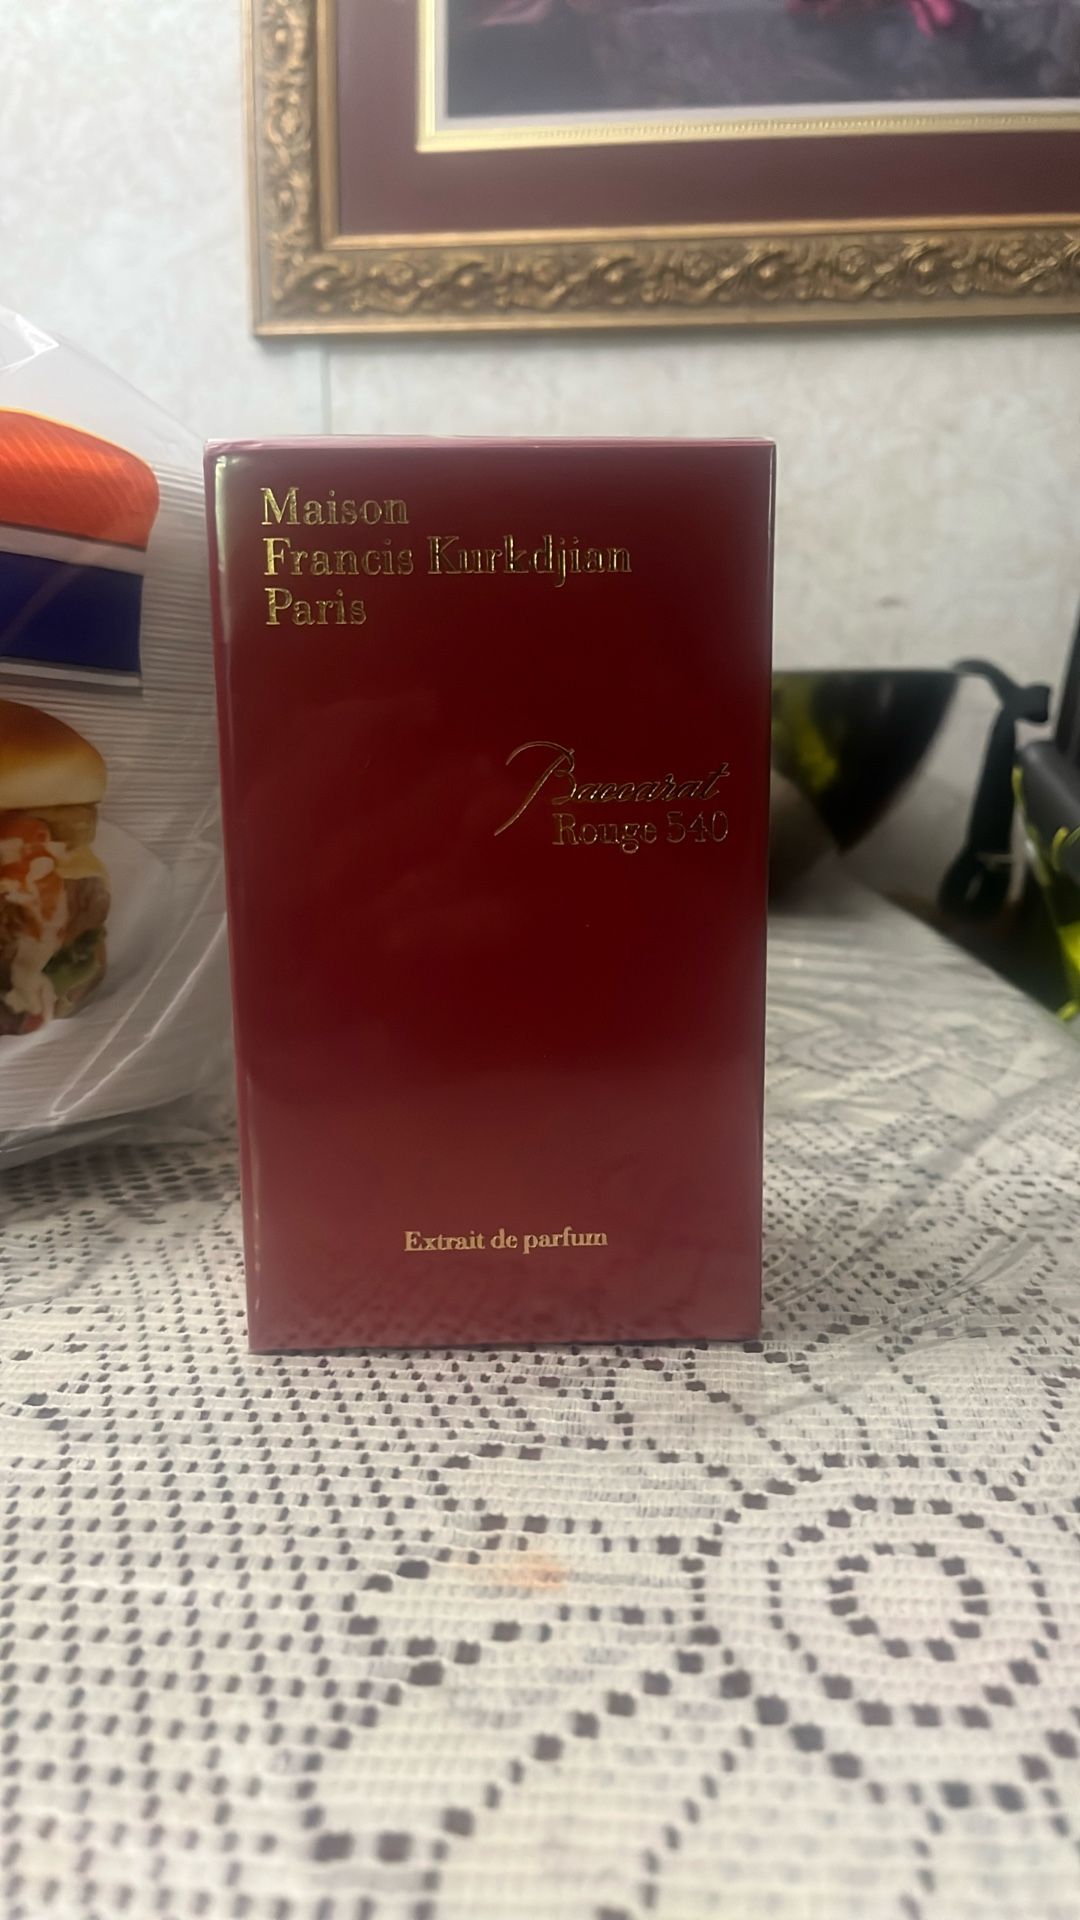 Maison
Francis Kurkdjian
Paris
Baccarat
Rouge 540
Extrait de parfum